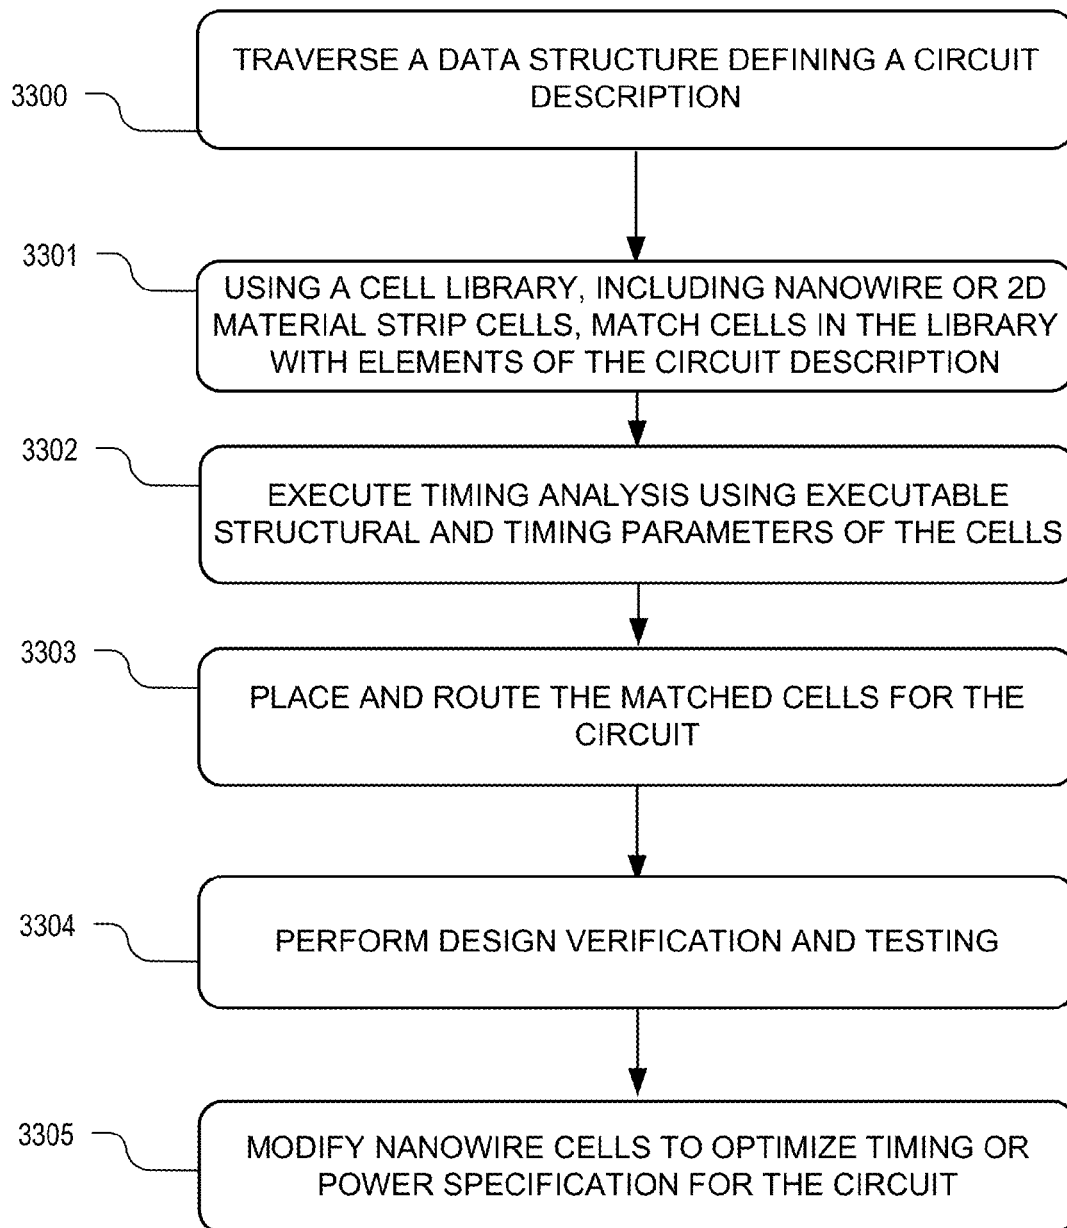 TRAVERSE A DATA STRUCTURE DEFINING A CIRCUIT
DESCRIPTION
3300
3301
USING A CELL LIBRARY, INCLUDING NANOWIRE OR 2D
MATERIAL STRIP CELLS, MATCH CELLS IN THE LIBRARY
WITH ELEMENTS OF THE CIRCUIT DESCRIPTION
3302
EXECUTE TIMING ANALYSIS USING EXECUTABLE
STRUCTURAL AND TIMING PARAMETERS OF THE CELLS
3303
PLACE AND ROUTE THE MATCHED CELLS FOR THE
CIRCUIT
3304
PERFORM DESIGN VERIFICATION AND TESTING
3305
MODIFY NANOWIRE CELLS TO OPTIMIZE TIMING OR
POWER SPECIFICATION FOR THE CIRCUIT